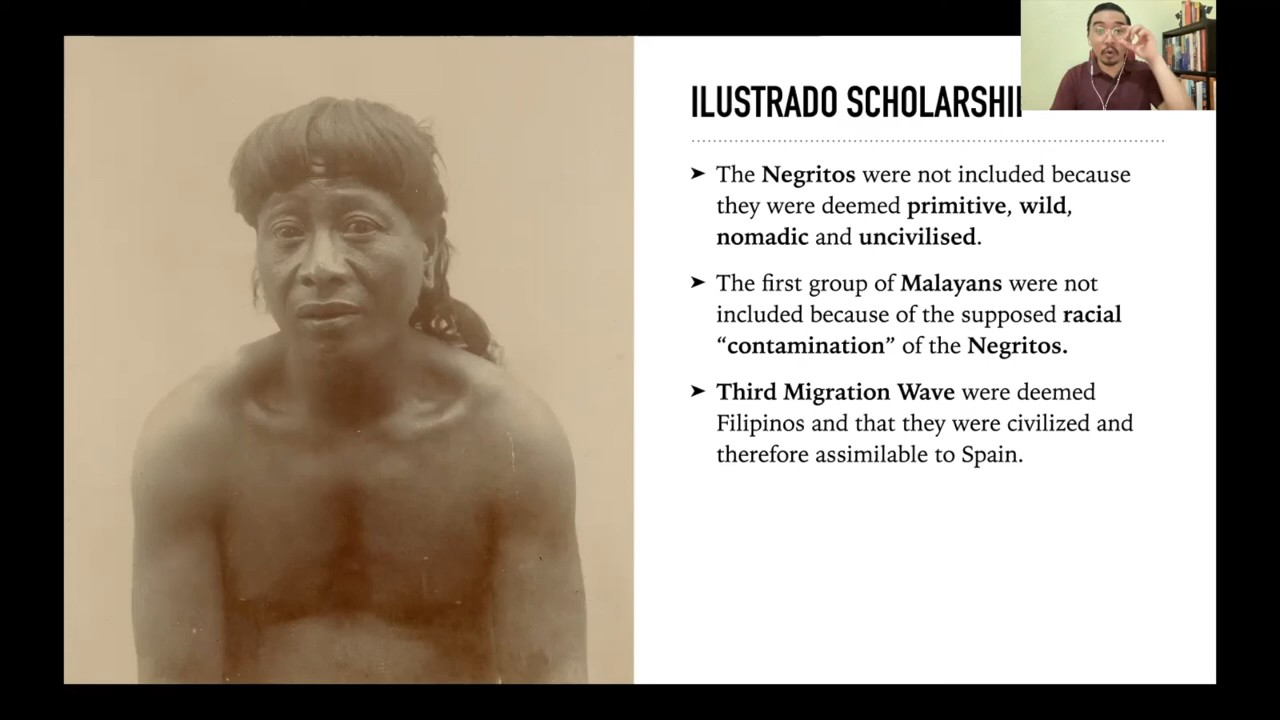 ILUSTRADO SCHOLARSHI
➤ The Negritos were not included because
they were deemed primitive, wild,
nomadic and uncivilised.
➤ The first group of Malayans were not
included because of the supposed racial
“contamination” of the Negritos.
➤ Third Migration Wave were deemed
Filipinos and that they were civilized and
therefore assimilable to Spain.